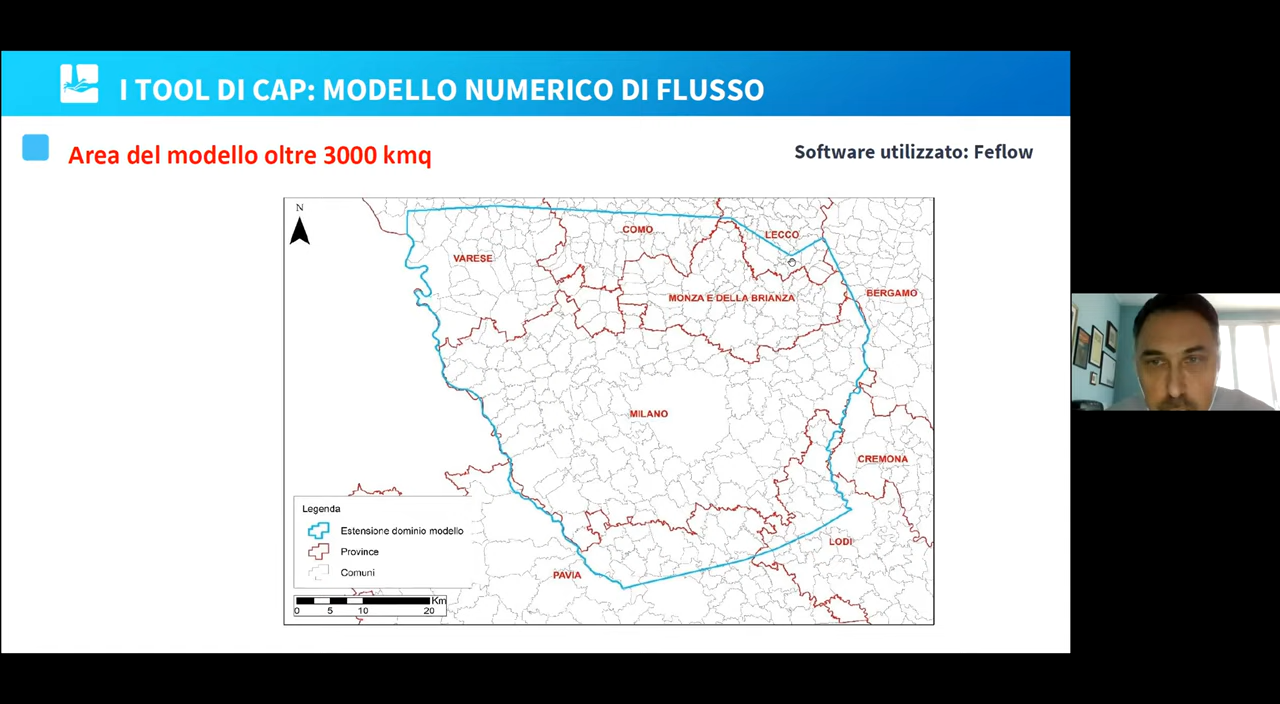 I TOOL DI CAP: MODELLO NUMERICO DI FLUSSO
Area del modello oltre 3000 kmq
Software utilizzato: Feflow
N
COMO
LECCO
VARESE
BERGAMO
MONZA E DELLA BRIANZA
MILANO
CREMONA
LODI
PAVIA
Legenda
Estensione dominio modello
Province
Comuni
Km
0 5 10 20